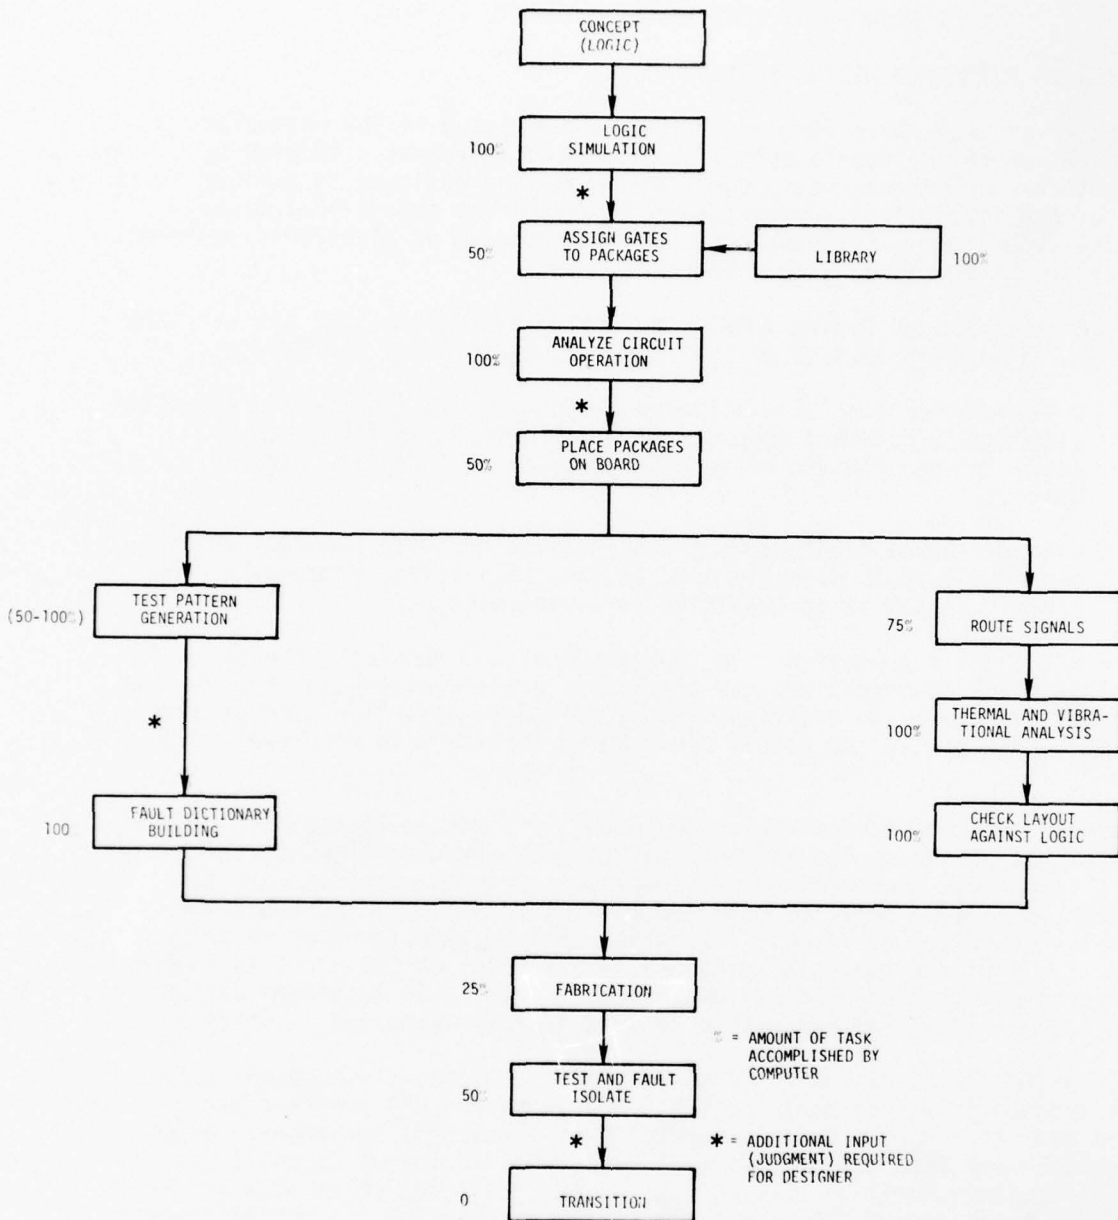 CONCEPT
(LOGIC)
100%
LOGIC
SIMULATION
*
50%
ASSIGN GATES
TO PACKAGES
LIBRARY
100%
100%
ANALYZE CIRCUIT
OPERATION
*
50%
PLACE PACKAGES
ON BOARD
(50-100%)
TEST PATTERN
GENERATION
*
100%
FAULT DICTIONARY
BUILDING
75%
ROUTE SIGNALS
100%
THERMAL AND VIBRA-
TIONAL ANALYSIS
100%
CHECK LAYOUT
AGAINST LOGIC
25%
FABRICATION
50%
TEST AND FAULT
ISOLATE
*
0
TRANSITION
% = AMOUNT OF TASK
ACCOMPLISHED BY
COMPUTER
* = ADDITIONAL INPUT
(JUDGMENT) REQUIRED
FOR DESIGNER